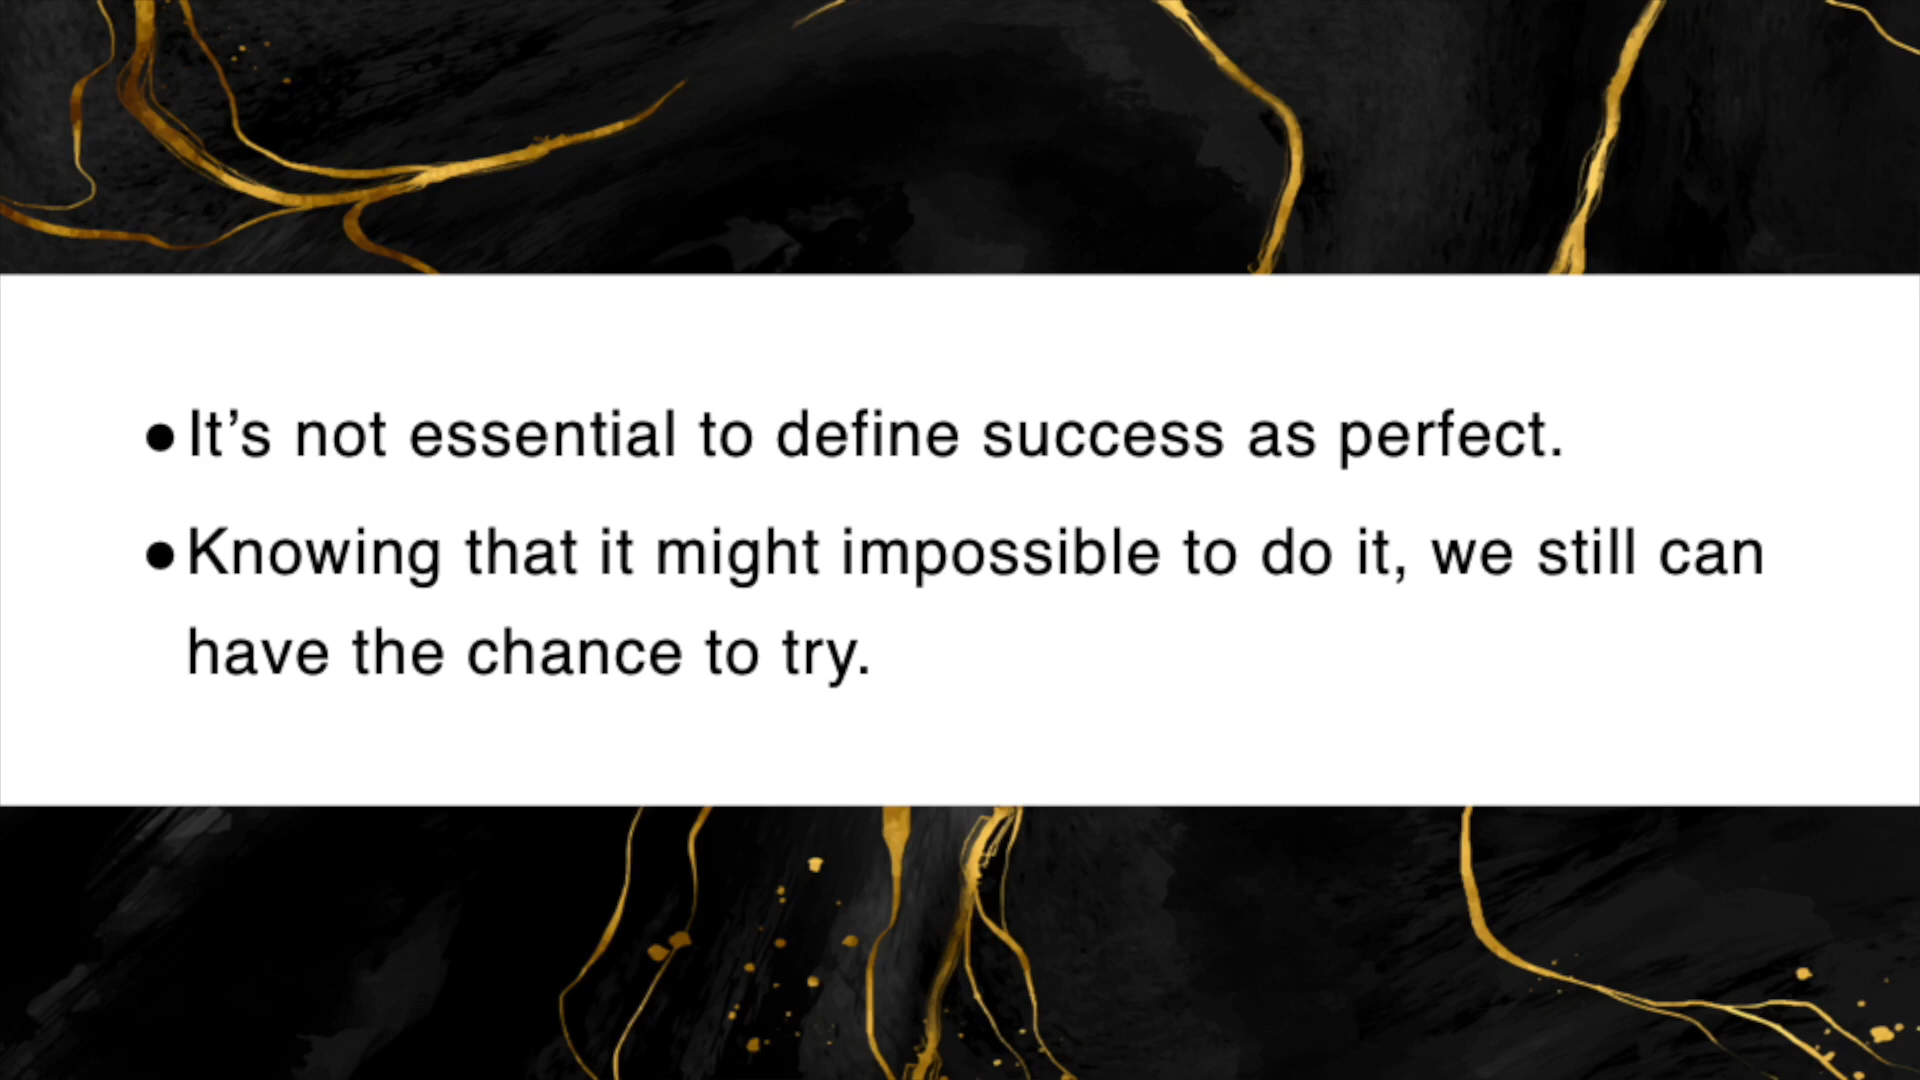 ●It’s not essential to define success as perfect.
●Knowing that it might impossible to do it, we still can
have the chance to try.